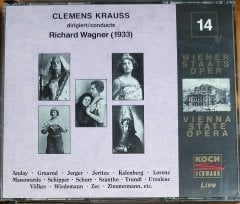 CLEMENS KRAUSS
dirigiert/conducts
Richard Wagner (1933)
14
WIENER
STAATS
OPER
VIENNA
STATE
OPERA
KOCH
SCHWANN
Live
Anday · Graarud · Jerger · Jeritza · Kalenberg · Lorenz
Manowarda · Schipper · Schorr · Szantho · Trundt · Ursuleac
Völker · Wiedemann · Zec · Zimmermann, etc.